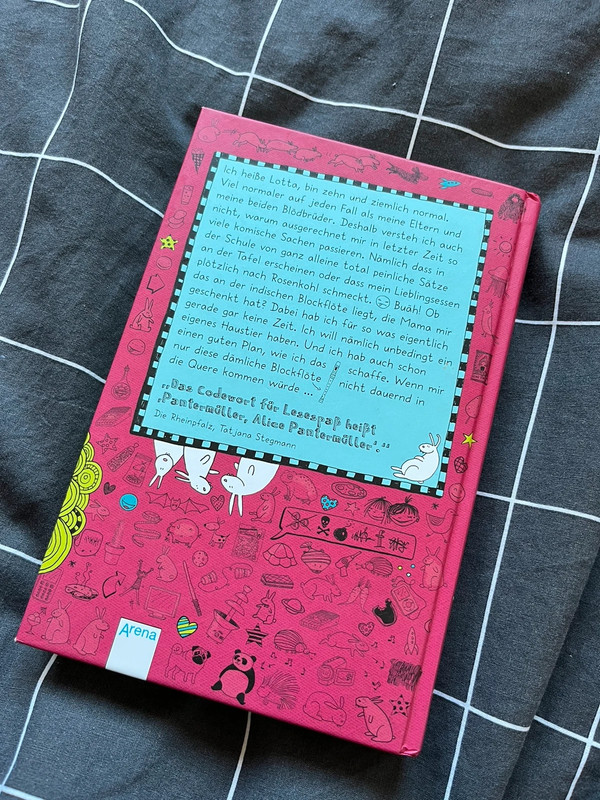 Ich heiße Lotta, bin zehn und ziemlich normal.
Viel normaler auf jeden Fall als meine Eltern und
meine beiden Blödbrüder. Deshalb versteh ich auch
nicht, warum ausgerechnet mir in letzter Zeit so
viele komische Sachen passieren. Nämlich dass in
der Schule von ganz alleine total peinliche Sätze
an der Tafel erscheinen oder dass mein Lieblingsessen
plötzlich nach Rosenkohl schmeckt. Buäh! Ob
das an der indischen Blockflöte liegt, die Mama mir
geschenkt hat? Dabei hab ich für so was eigentlich
gerade gar keine Zeit. Ich will nämlich unbedingt ein
eigenes Haustier haben. Und ich hab auch schon
einen guten Plan, wie ich das schaffe. Wenn mir
nur diese dämliche Blockflöte nicht dauernd in
die Quere kommen würde ...
„Das Codewort für Lesespaß heißt
‚Pantermüller, Alice Pantermüller‘.“
Die Rheinpfalz, Tatjana Stegmann
Arena